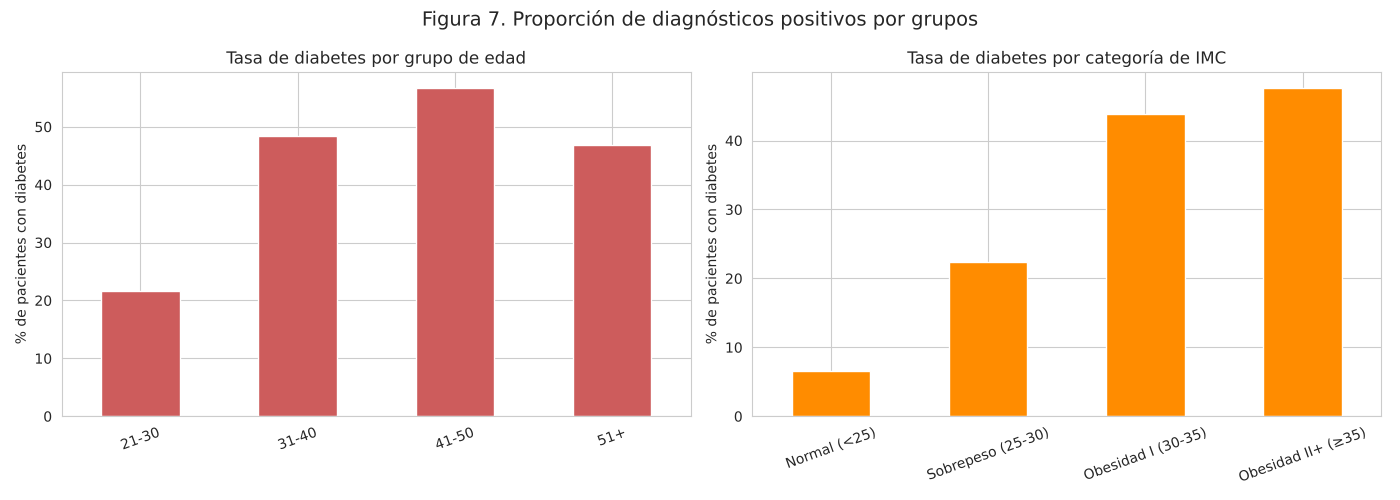 Figura 7. Proporción de diagnósticos positivos por grupos
Tasa de diabetes por grupo de edad
% de pacientes con diabetes
50
40
30
20
10
0
21-30
31-40
41-50
51+
Tasa de diabetes por categoría de IMC
% de pacientes con diabetes
40
30
20
10
0
Normal (<25)
Sobrepeso (25-30)
Obesidad I (30-35)
Obesidad II+ (≥35)